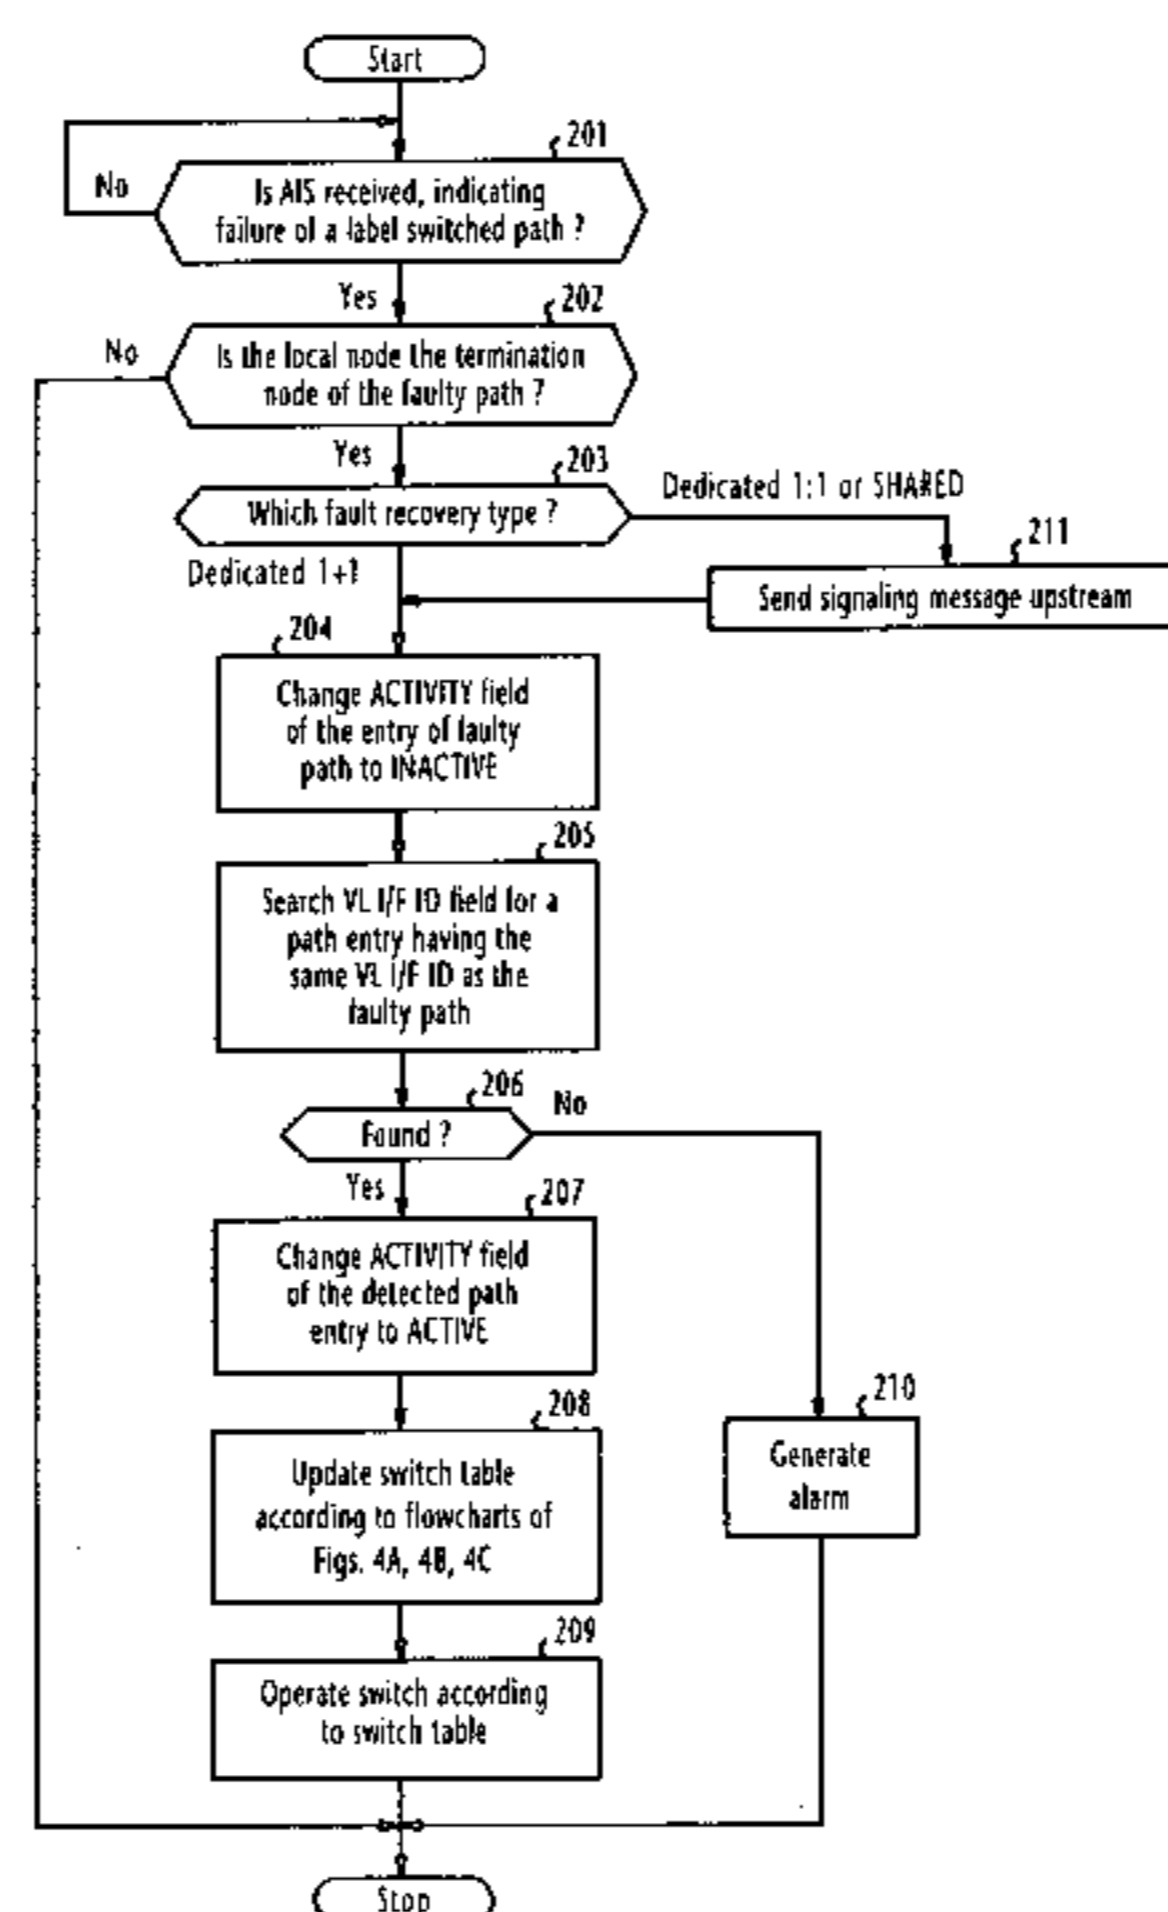 Start
201
No
Is AIS received, indicating
failure of a label switched path ?
Yes
202
No
Is the local node the termination
node of the faulty path ?
Yes
203
Dedicated 1:1 or SHARED
Which fault recovery type ?
211
Dedicated 1+1
Send signaling message upstream
204
Change ACTIVITY field
of the entry of faulty
path to INACTIVE
205
Search VL I/F ID field for a
path entry having the
same VL I/F ID as the
faulty path
206
No
Found ?
Yes
207
Change ACTIVITY field
of the detected path
entry to ACTIVE
208
210
Update switch table
according to flowcharts of
Figs. 4A, 4B, 4C
Generate
alarm
209
Operate switch according
to switch table
Stop